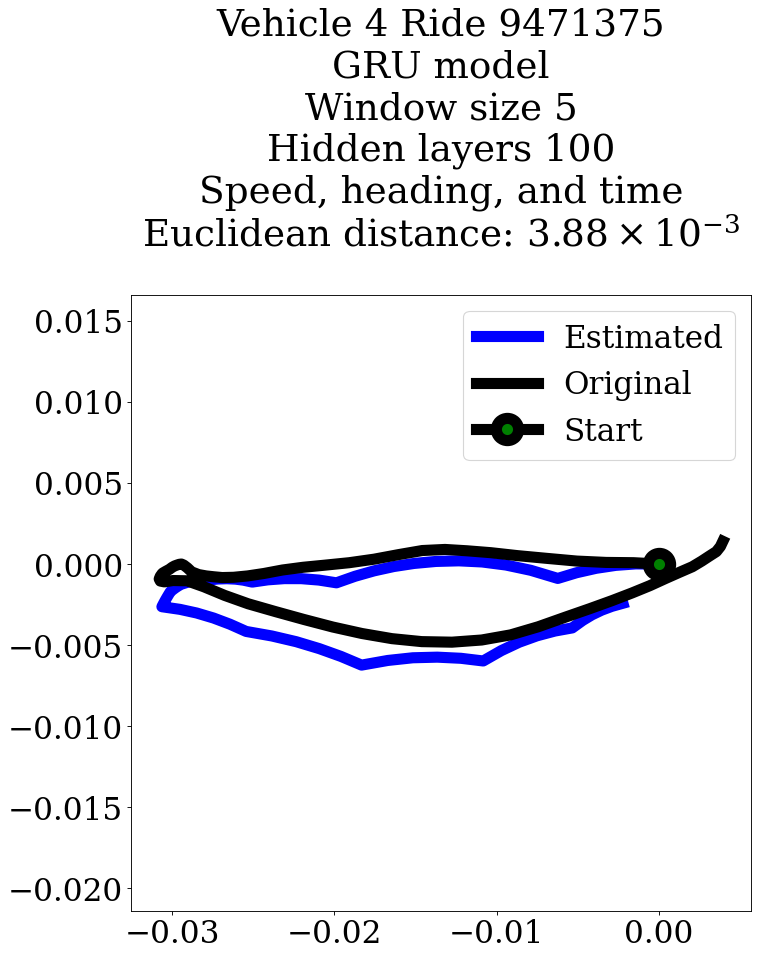 Vehicle 4 Ride 9471375
GRU model
Window size 5
Hidden layers 100
Speed, heading, and time
Euclidean distance: 3.88 × 10⁻³
Estimated
Original
Start
0.015
0.010
0.005
0.000
−0.005
−0.010
−0.015
−0.020
−0.03 −0.02 −0.01 0.00